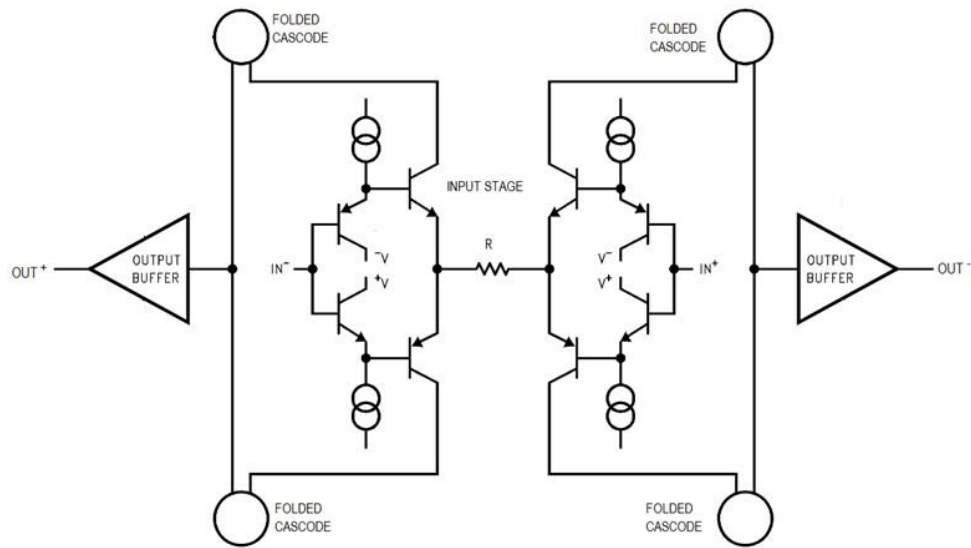 FOLDED
CASCODE
FOLDED
CASCODE
INPUT STAGE
R
-V
+V
V-
V+
IN-
IN+
OUT+
OUTPUT
BUFFER
OUTPUT
BUFFER
OUT-
FOLDED
CASCODE
FOLDED
CASCODE